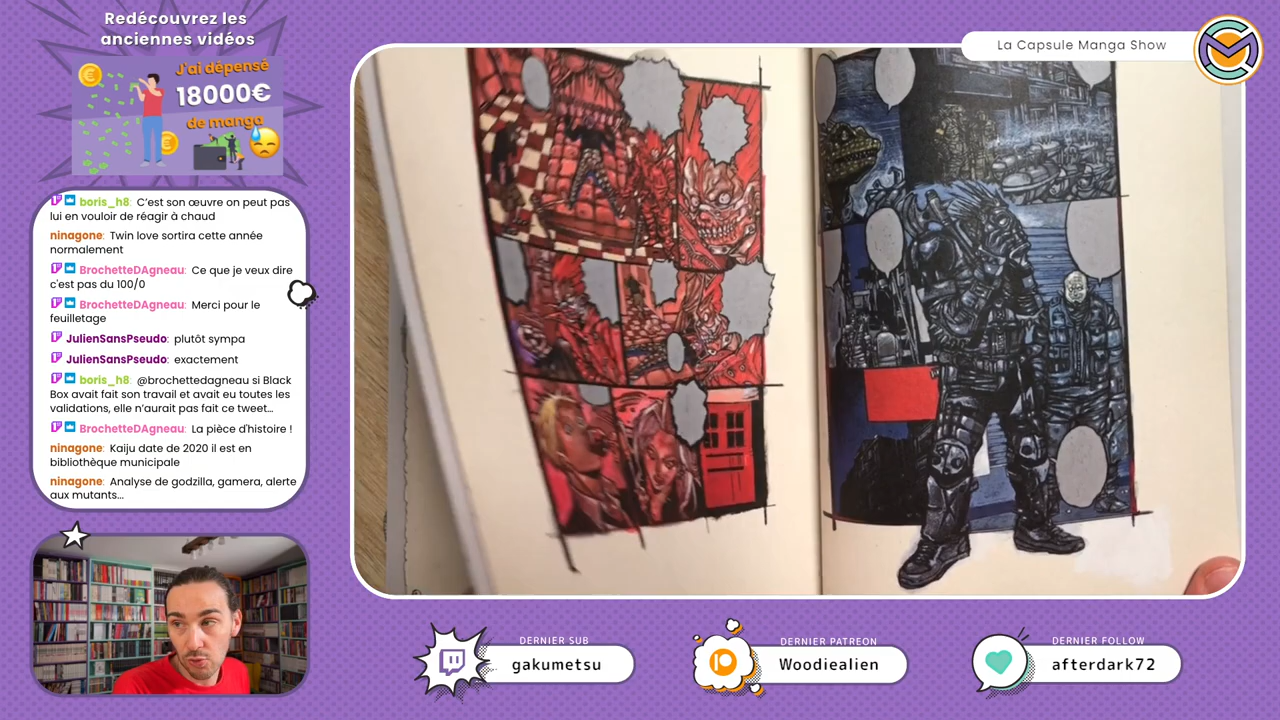 Redécouvrez les
anciennes vidéos
J'ai dépensé
18000€
de manga
boris_h8: C'est son œuvre on peut pas
lui en vouloir de réagir à chaud
ninagone: Twin love sortira cette année
normalement
BrochetteDAgneau: Ce que je veux dire
c'est pas du 100/0
BrochetteDAgneau: Merci pour le
feuilletage
JulienSansPseudo: plutôt sympa
JulienSansPseudo: exactement
boris_h8: @brochettedagneau si Black
Box avait fait son travail et avait eu toutes les
validations, elle n'aurait pas fait ce tweet…
BrochetteDAgneau: La pièce d'histoire !
ninagone: Kaiju date de 2020 il est en
bibliothèque municipale
ninagone: Analyse de godzilla, gamera, alerte
aux mutants…
La Capsule Manga Show
DERNIER SUB
gakumetsu
DERNIER PATREON
Woodiealien
DERNIER FOLLOW
afterdark72